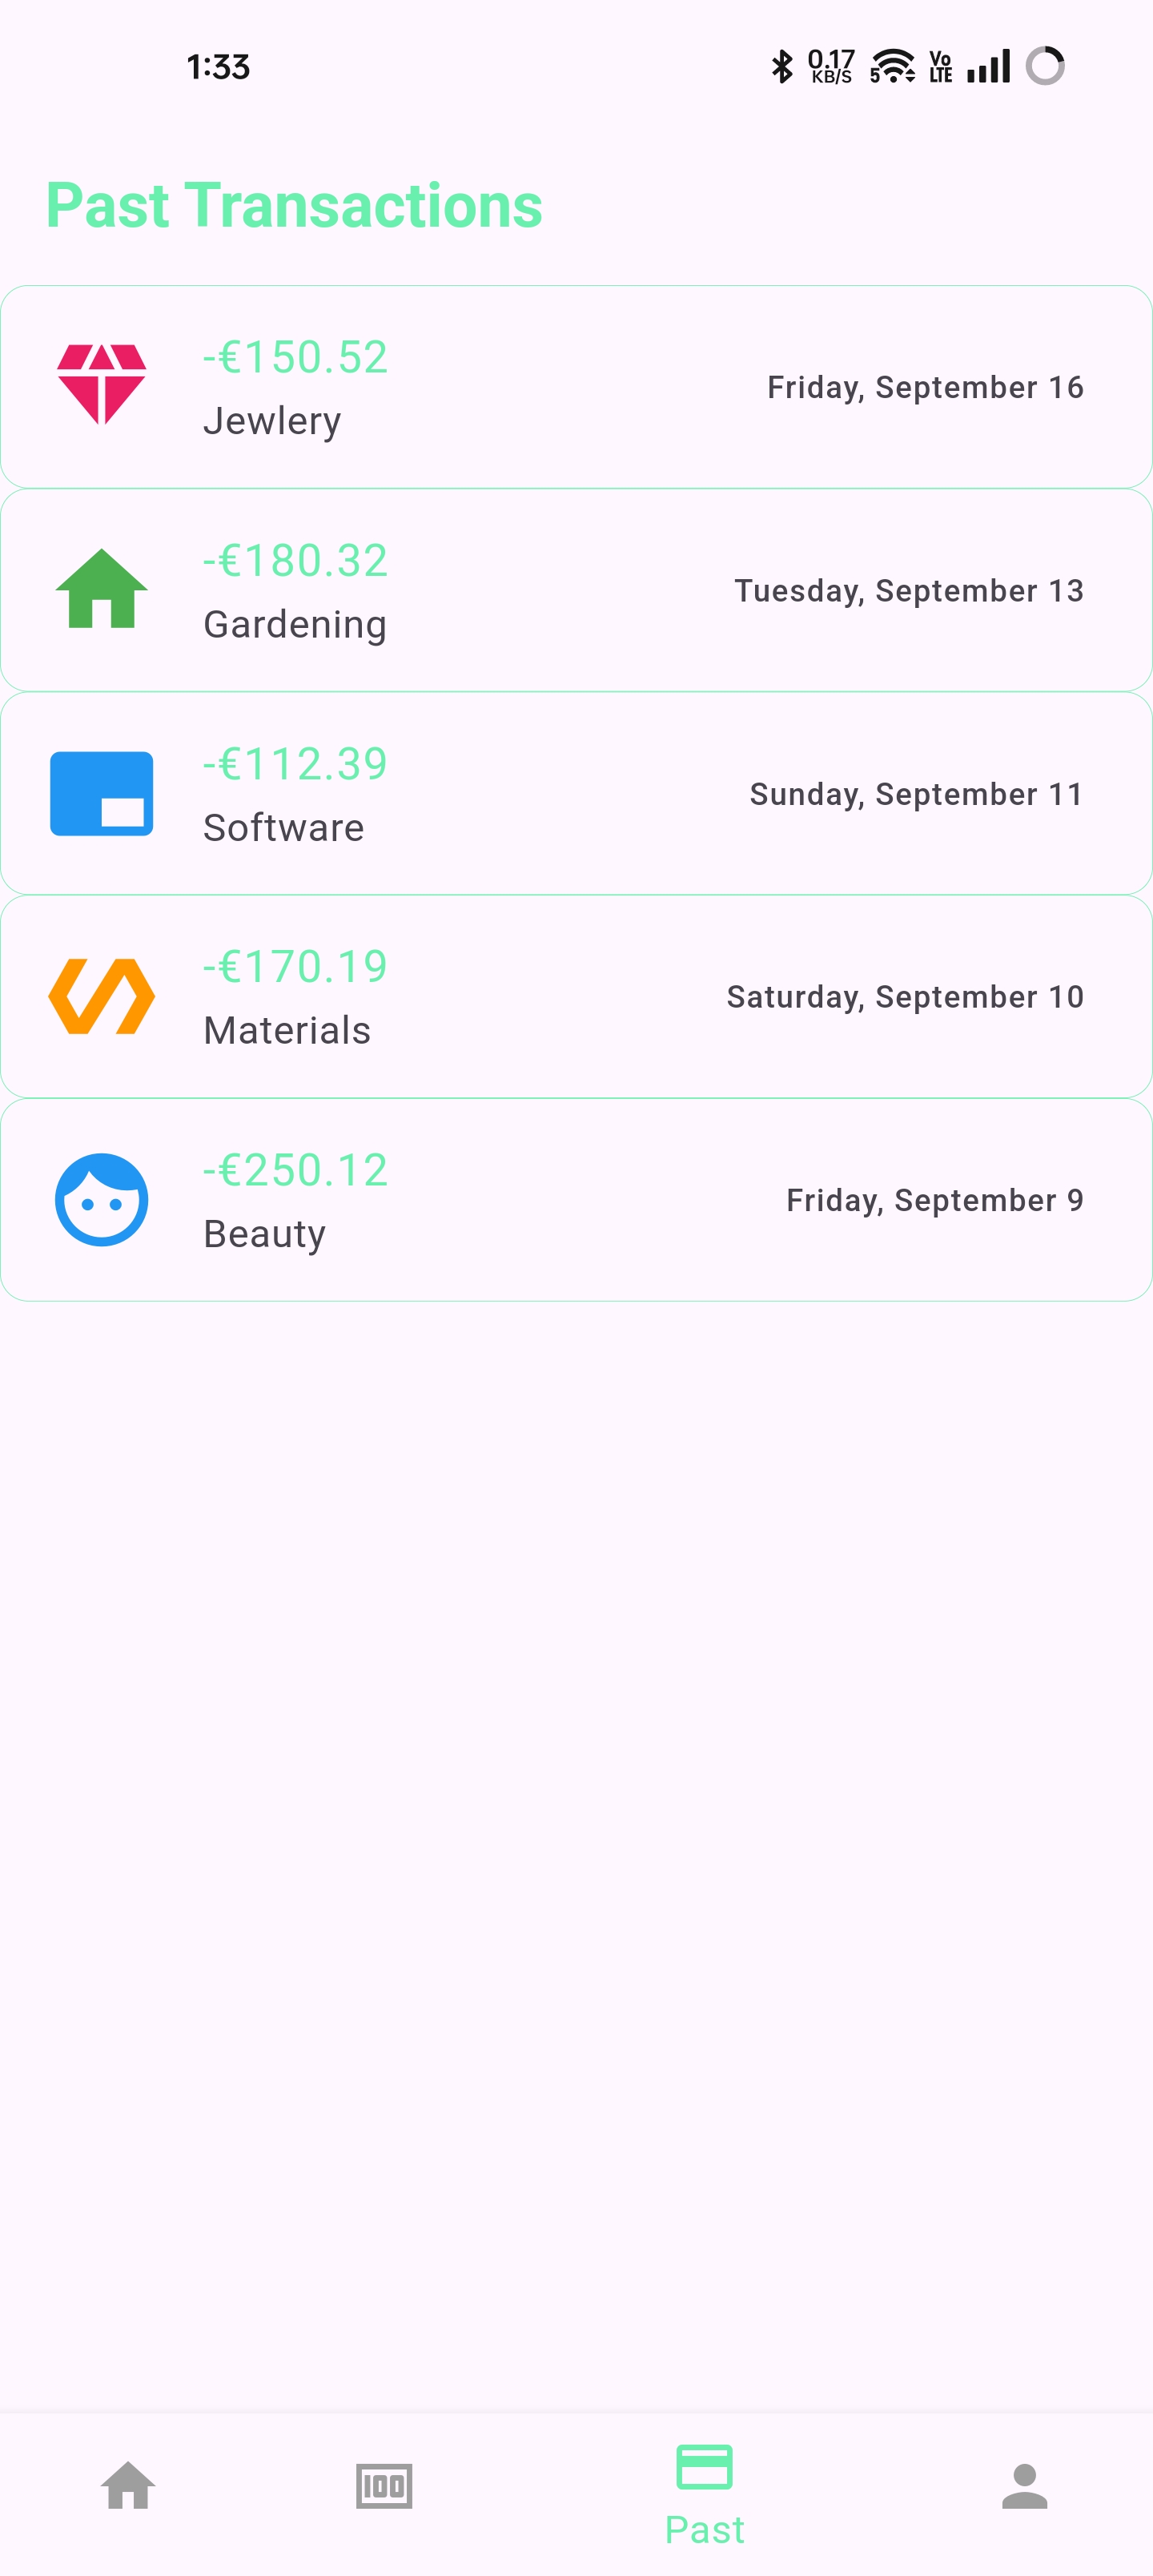 1:33
0.17
KB/S
5
Vo
LTE
Past Transactions
-€150.52
Jewlery
Friday, September 16
-€180.32
Gardening
Tuesday, September 13
-€112.39
Software
Sunday, September 11
-€170.19
Materials
Saturday, September 10
-€250.12
Beauty
Friday, September 9
100
Past